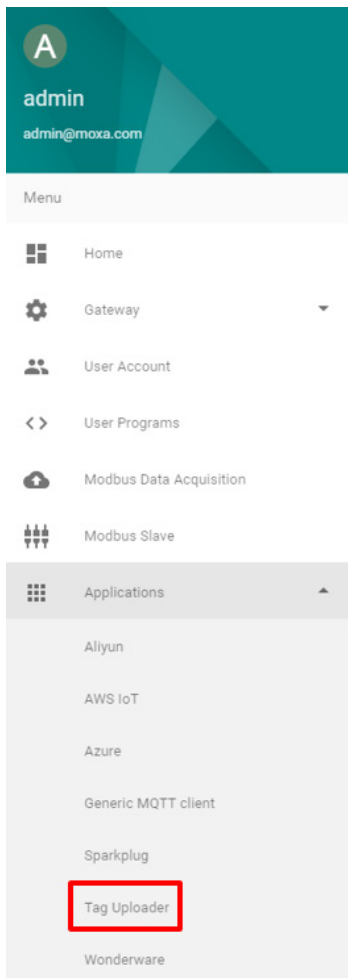 A
admin
admin@moxa.com
Menu
Home
Gateway
User Account
User Programs
Modbus Data Acquisition
Modbus Slave
Applications
Aliyun
AWS IoT
Azure
Generic MQTT client
Sparkplug
Tag Uploader
Wonderware